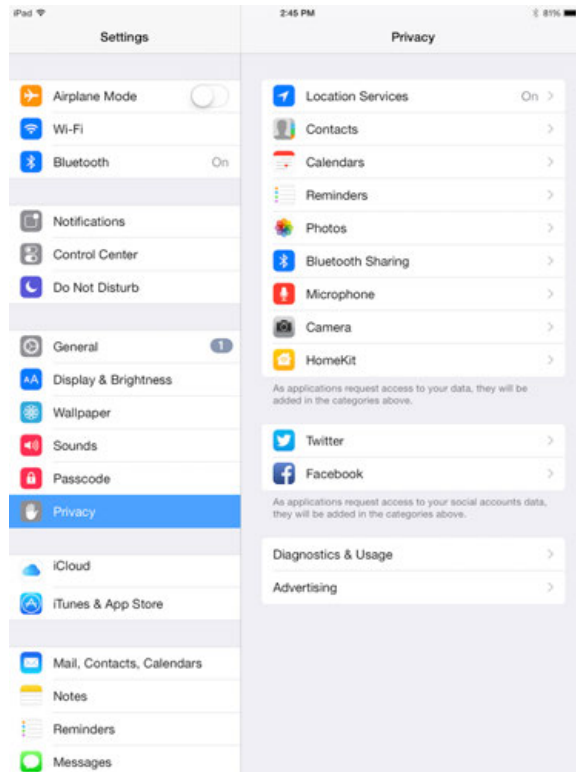 iPad
2:45 PM
81%
Settings
Privacy
Airplane Mode
Wi-Fi
Bluetooth On
Notifications
Control Center
Do Not Disturb
General 1
AA Display & Brightness
Wallpaper
Sounds
Passcode
Privacy
iCloud
iTunes & App Store
Mail, Contacts, Calendars
Notes
Reminders
Messages
Location Services On
Contacts
Calendars
Reminders
Photos
Bluetooth Sharing
Microphone
Camera
HomeKit
As applications request access to your data, they will be
added in the categories above.
Twitter
Facebook
As applications request access to your social accounts data,
they will be added in the categories above.
Diagnostics & Usage
Advertising